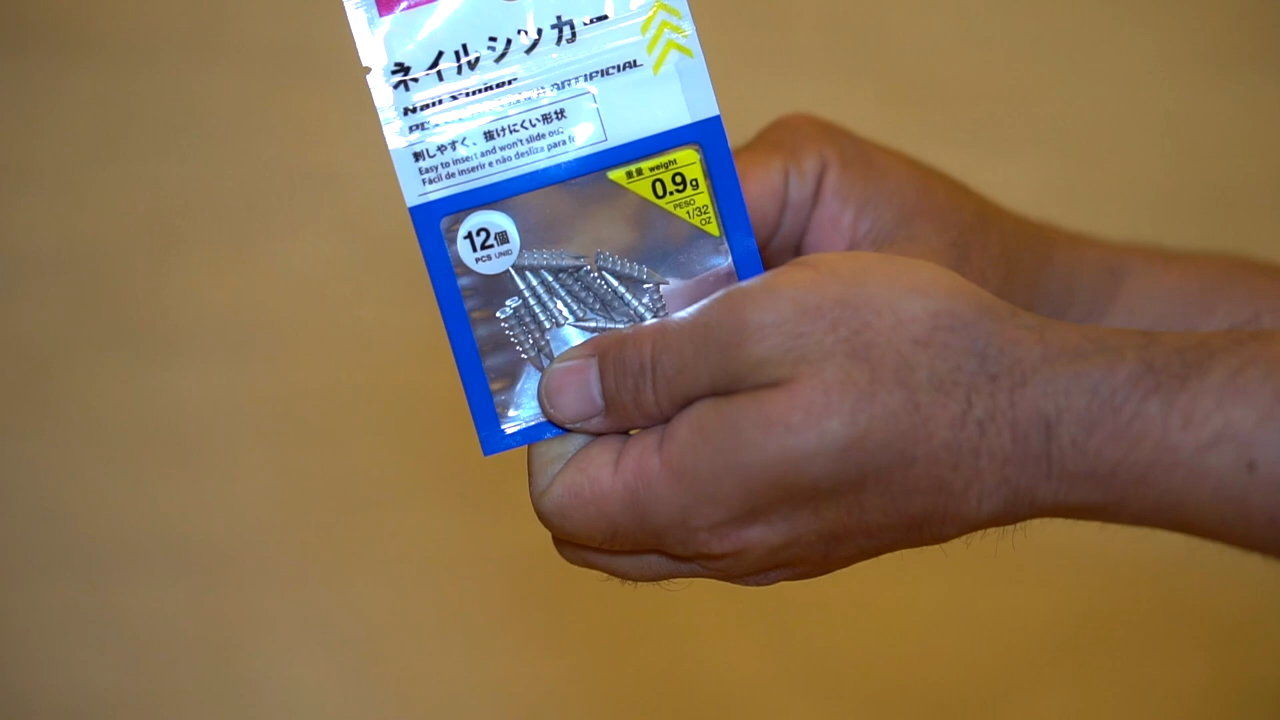 ネイルシンカー
Nail Sinker
ARTIFICIAL
刺しやすく、抜けにくい形状
Easy to insert and won't slide out
Fácil de inserir e não desliza para f
重量 weight
0.9g
PESO
1/32
OZ
12個
PCS UNID